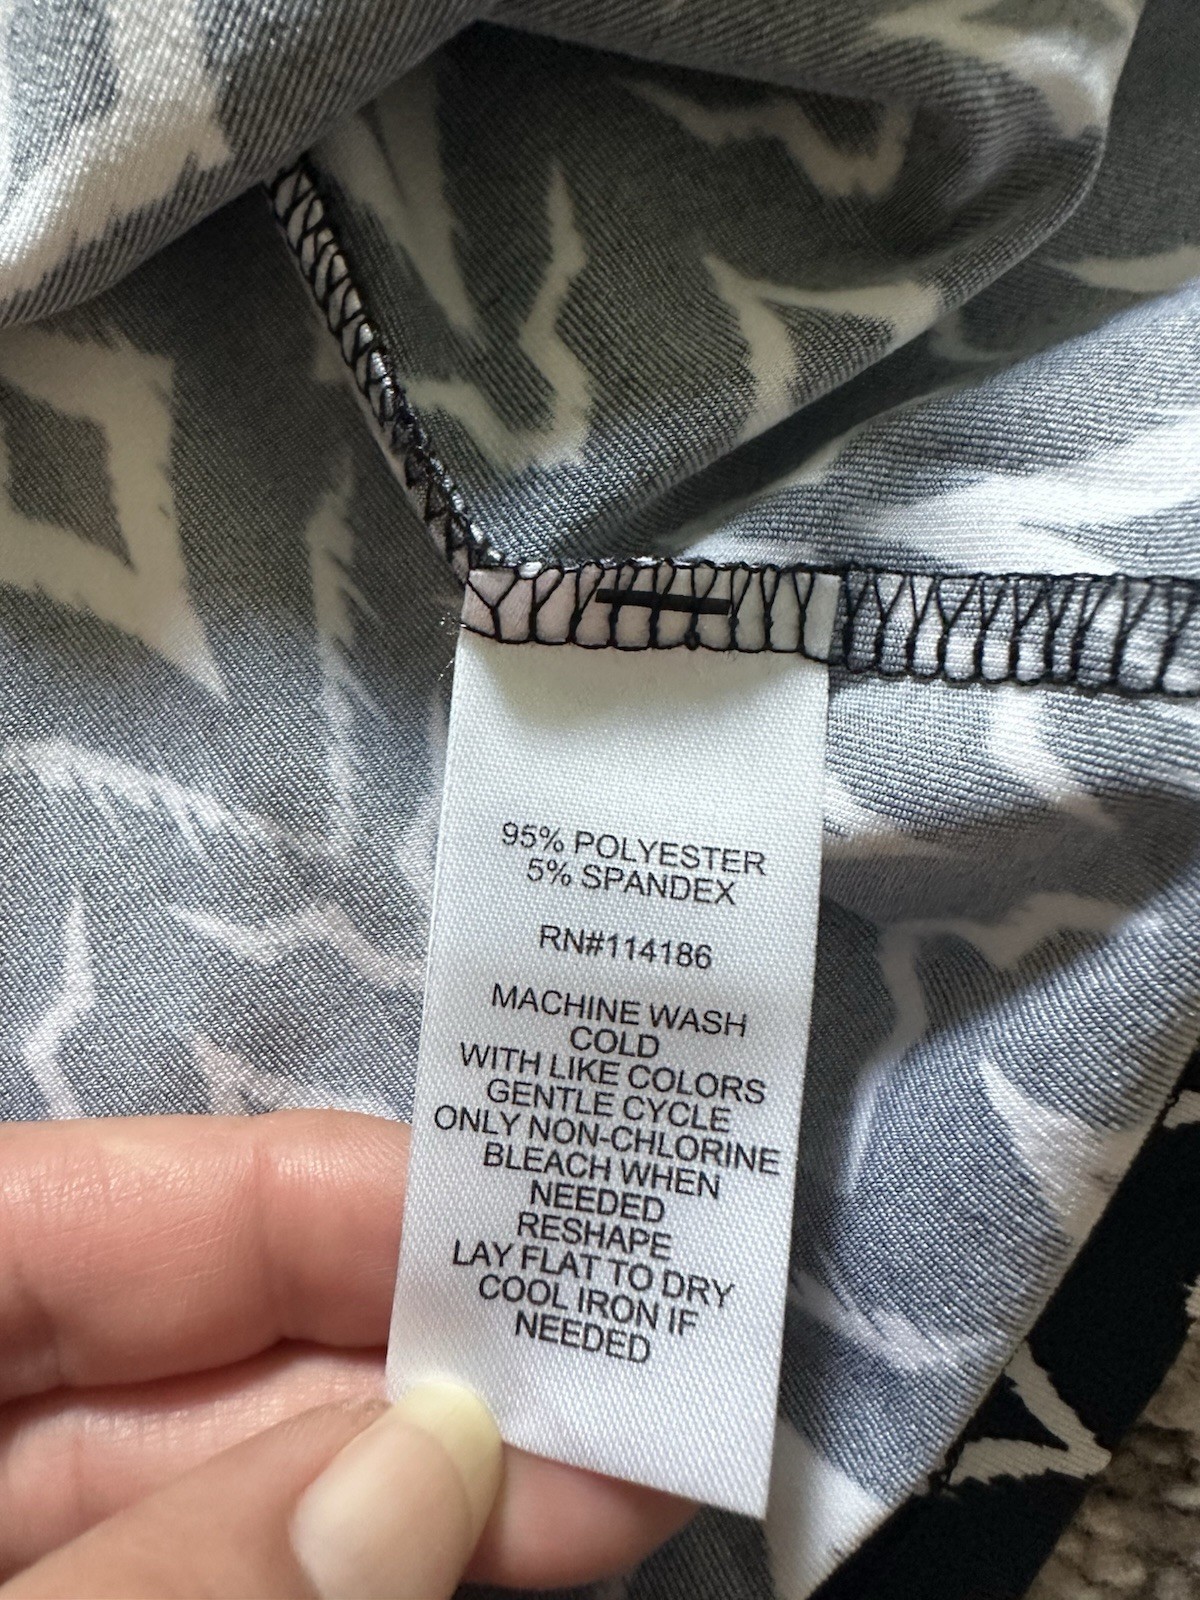 95% POLYESTER
5% SPANDEX
RN#114186
MACHINE WASH
COLD
WITH LIKE COLORS
GENTLE CYCLE
ONLY NON-CHLORINE
BLEACH WHEN
NEEDED
RESHAPE
LAY FLAT TO DRY
COOL IRON IF
NEEDED